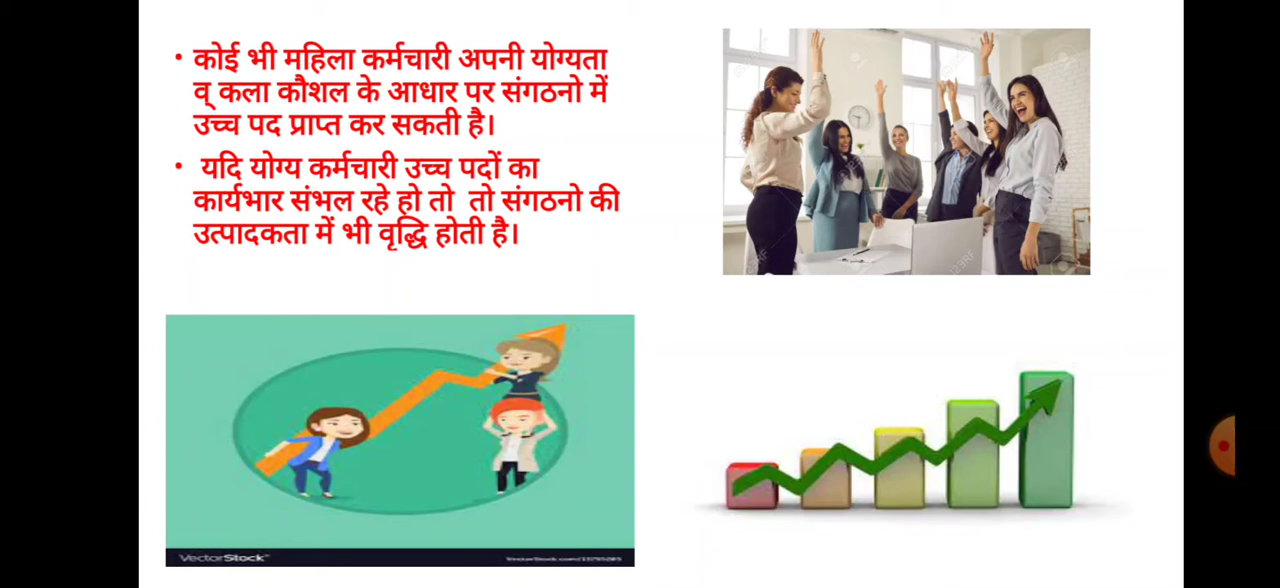 • कोई भी महिला कर्मचारी अपनी योग्यता
व् कला कौशल के आधार पर संगठनो में
उच्च पद प्राप्त कर सकती है।
• यदि योग्य कर्मचारी उच्च पदों का
कार्यभार संभल रहे हो तो तो संगठनो की
उत्पादकता में भी वृद्धि होती है।
123RF
VectorStock